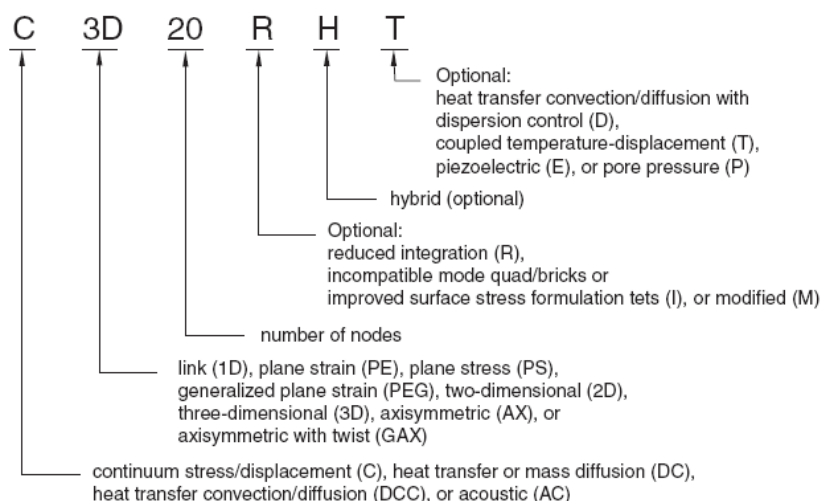 C 3D 20 R H T
Optional:
heat transfer convection/diffusion with
dispersion control (D),
coupled temperature-displacement (T),
piezoelectric (E), or pore pressure (P)
hybrid (optional)
Optional:
reduced integration (R),
incompatible mode quad/bricks or
improved surface stress formulation tets (I), or modified (M)
number of nodes
link (1D), plane strain (PE), plane stress (PS),
generalized plane strain (PEG), two-dimensional (2D),
three-dimensional (3D), axisymmetric (AX), or
axisymmetric with twist (GAX)
continuum stress/displacement (C), heat transfer or mass diffusion (DC),
heat transfer convection/diffusion (DCC), or acoustic (AC)